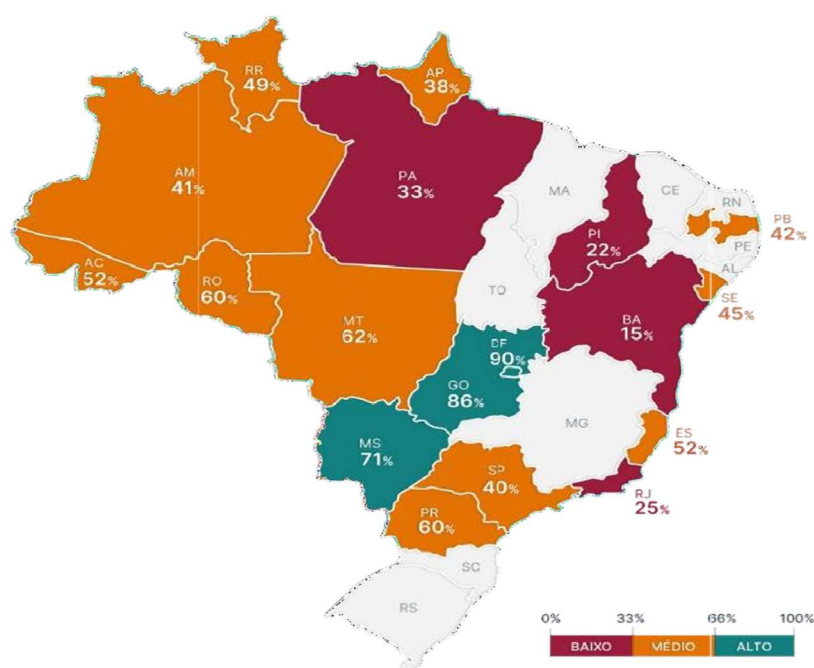 RR
49%
AP
38%
AM
41%
PA
33%
MA
CE
RN
PB
42%
PI
22%
PE
AL
AC
52%
RO
60%
TO
SE
45%
MT
62%
BA
15%
DF
90%
GO
86%
MG
MS
71%
ES
52%
SP
40%
RJ
25%
PR
60%
SC
RS
0% 33% 66% 100%
BAIXO MÉDIO ALTO